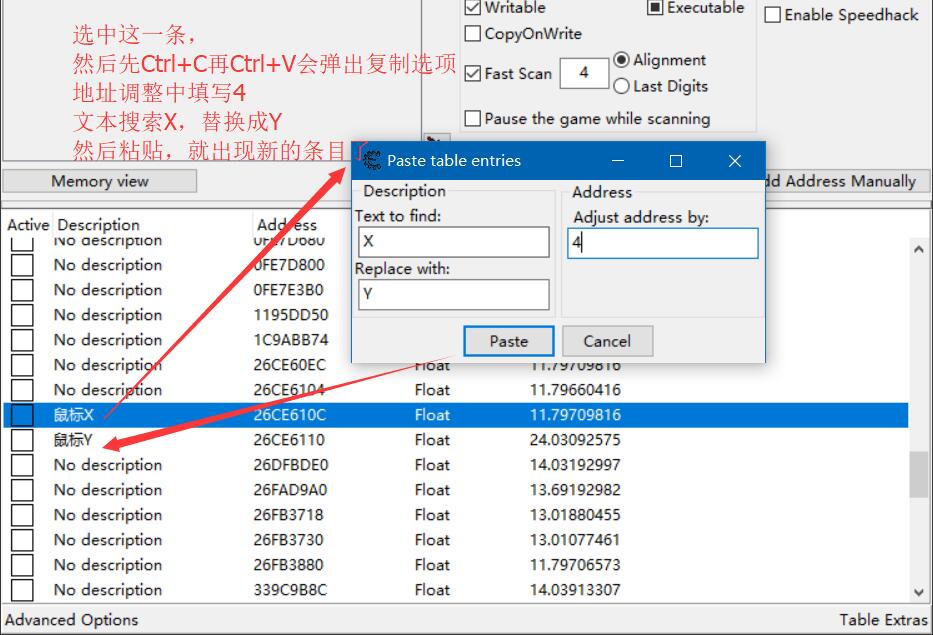 Writable
Executable
Enable Speedhack
CopyOnWrite
Fast Scan
4
Alignment
Last Digits
Pause the game while scanning
选中这一条，
然后先Ctrl+C再Ctrl+V会弹出复制选项
地址调整中填写4
文本搜索X，替换成Y
然后粘贴，就出现新的条目了
Memory view
dd Address Manually
Paste table entries
Description
Text to find:
X
Replace with:
Y
Address
Adjust address by:
4
Paste
Cancel
Active Description Address
No description 0FE7D680
No description 0FE7D800
No description 0FE7E3B0
No description 1195DD50
No description 1C9ABB74
No description 26CE60EC Float 11.79709816
No description 26CE6104 Float 11.79660416
鼠标X 26CE610C Float 11.79709816
鼠标Y 26CE6110 Float 24.03092575
No description 26DFBDE0 Float 14.03192997
No description 26FAD9A0 Float 13.69192982
No description 26FB3718 Float 13.01880455
No description 26FB3730 Float 13.01077461
No description 26FB3880 Float 11.79706573
No description 339C9B8C Float 14.03913307
Advanced Options
Table Extras